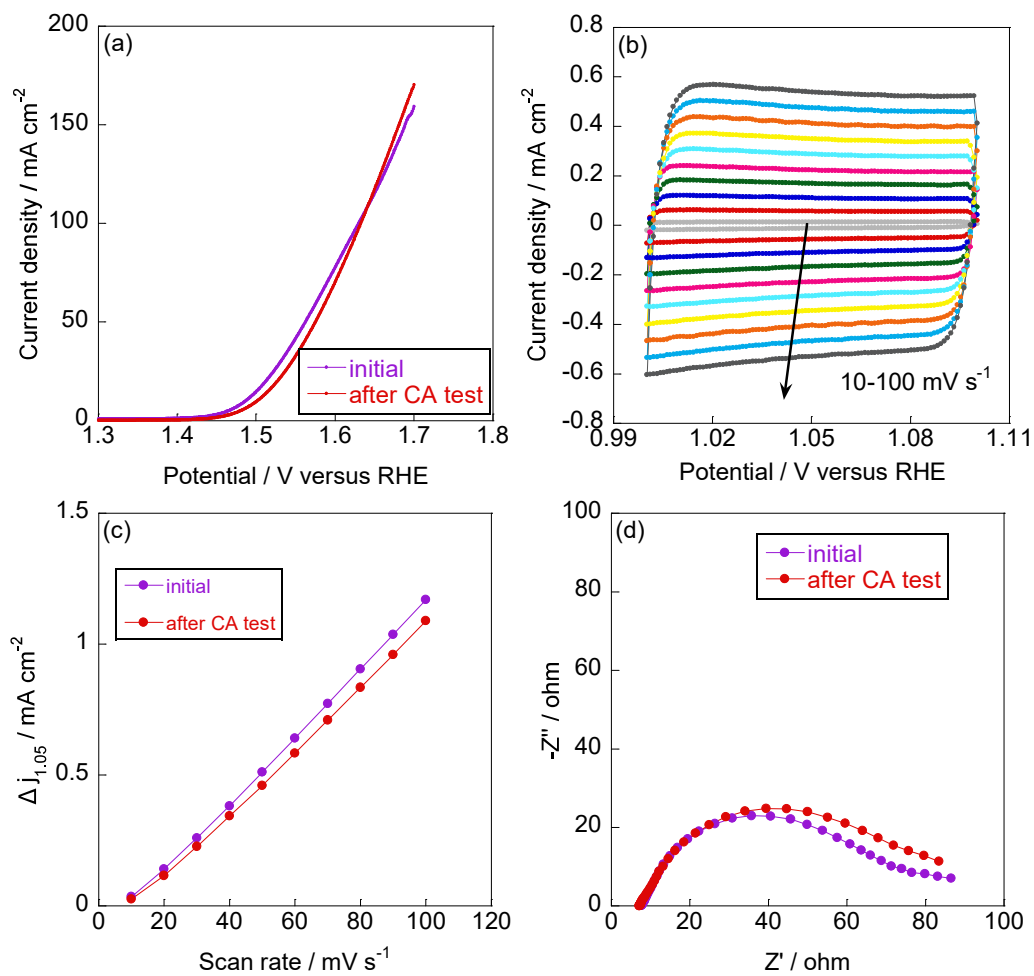 (a)
200
150
100
50
0
1.3 1.4 1.5 1.6 1.7 1.8
Current density / mA cm⁻²
Potential / V versus RHE
initial
after CA test
(b)
0.8
0.6
0.4
0.2
0
-0.2
-0.4
-0.6
-0.8
0.99 1.02 1.05 1.08 1.11
Current density / mA cm⁻²
Potential / V versus RHE
10-100 mV s⁻¹
(c)
1.5
1
0.5
0
0 20 40 60 80 100 120
Δ j₁.₀₅ / mA cm⁻²
Scan rate / mV s⁻¹
initial
after CA test
(d)
100
80
60
40
20
0
0 20 40 60 80 100
-Z" / ohm
Z' / ohm
initial
after CA test